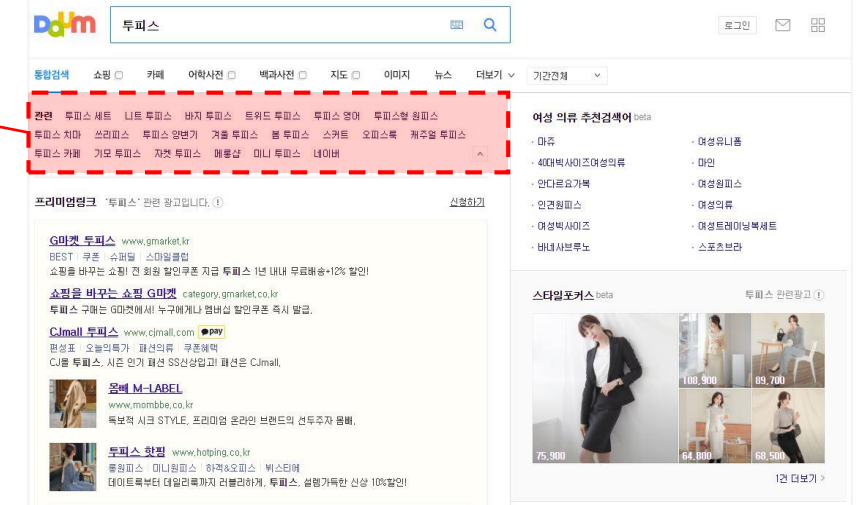 Daum
투피스
로그인
통합검색 쇼핑 카페 어학사전 백과사전 지도 이미지 뉴스 더보기 기간전체
관련 투피스 세트 니트 투피스 바지 투피스 트위드 투피스 투피스 영어 투피스형 원피스
투피스 치마 쓰리피스 투피스 양변기 겨울 투피스 봄 투피스 스커트 오피스룩 캐주얼 투피스
투피스 카페 기모 투피스 자켓 투피스 메롱샵 미니 투피스 네이버
프리미엄링크 '투피스' 관련 광고입니다. 신청하기
G마켓 투피스 www.gmarket.kr
BEST 쿠폰 슈퍼딜 스마일클럽
쇼핑을 바꾸는 쇼핑! 전 회원 할인쿠폰 지급 투피스 1년 내내 무료배송+12% 할인!
쇼핑을 바꾸는 쇼핑 G마켓 category.gmarket.co.kr
투피스 구매는 G마켓에서! 누구에게나 멤버십 할인쿠폰 즉시 발급.
CJmall 투피스 www.cjmall.com pay
편성표 오늘의특가 패션의류 쿠폰혜택
CJ몰 투피스, 시즌 인기 패션 SS신상입고! 패션은 CJmall.
몸빼 M-LABEL
www.mombbe.co.kr
독보적 시크 STYLE, 프리미엄 온라인 브랜드의 선두주자 몸빼.
투피스 핫핑 www.hotping.co.kr
롱원피스 미니원피스 하객&오피스 뷔스티에
데이트룩부터 데일리룩까지 러블리하게, 투피스, 설렘가득한 신상 10%할인!
여성 의류 추천검색어 beta
· 마쥬 · 여성유니폼
· 40대빅사이즈여성의류 · 마인
· 안다르요가복 · 여성원피스
· 인견원피스 · 여성의류
· 여성빅사이즈 · 여성트레이닝복세트
· 바네사브루노 · 스포츠브라
스타일포커스 beta 투피스 관련광고
108,900 89,700
75,900 64,800 68,500
1건 더보기 >